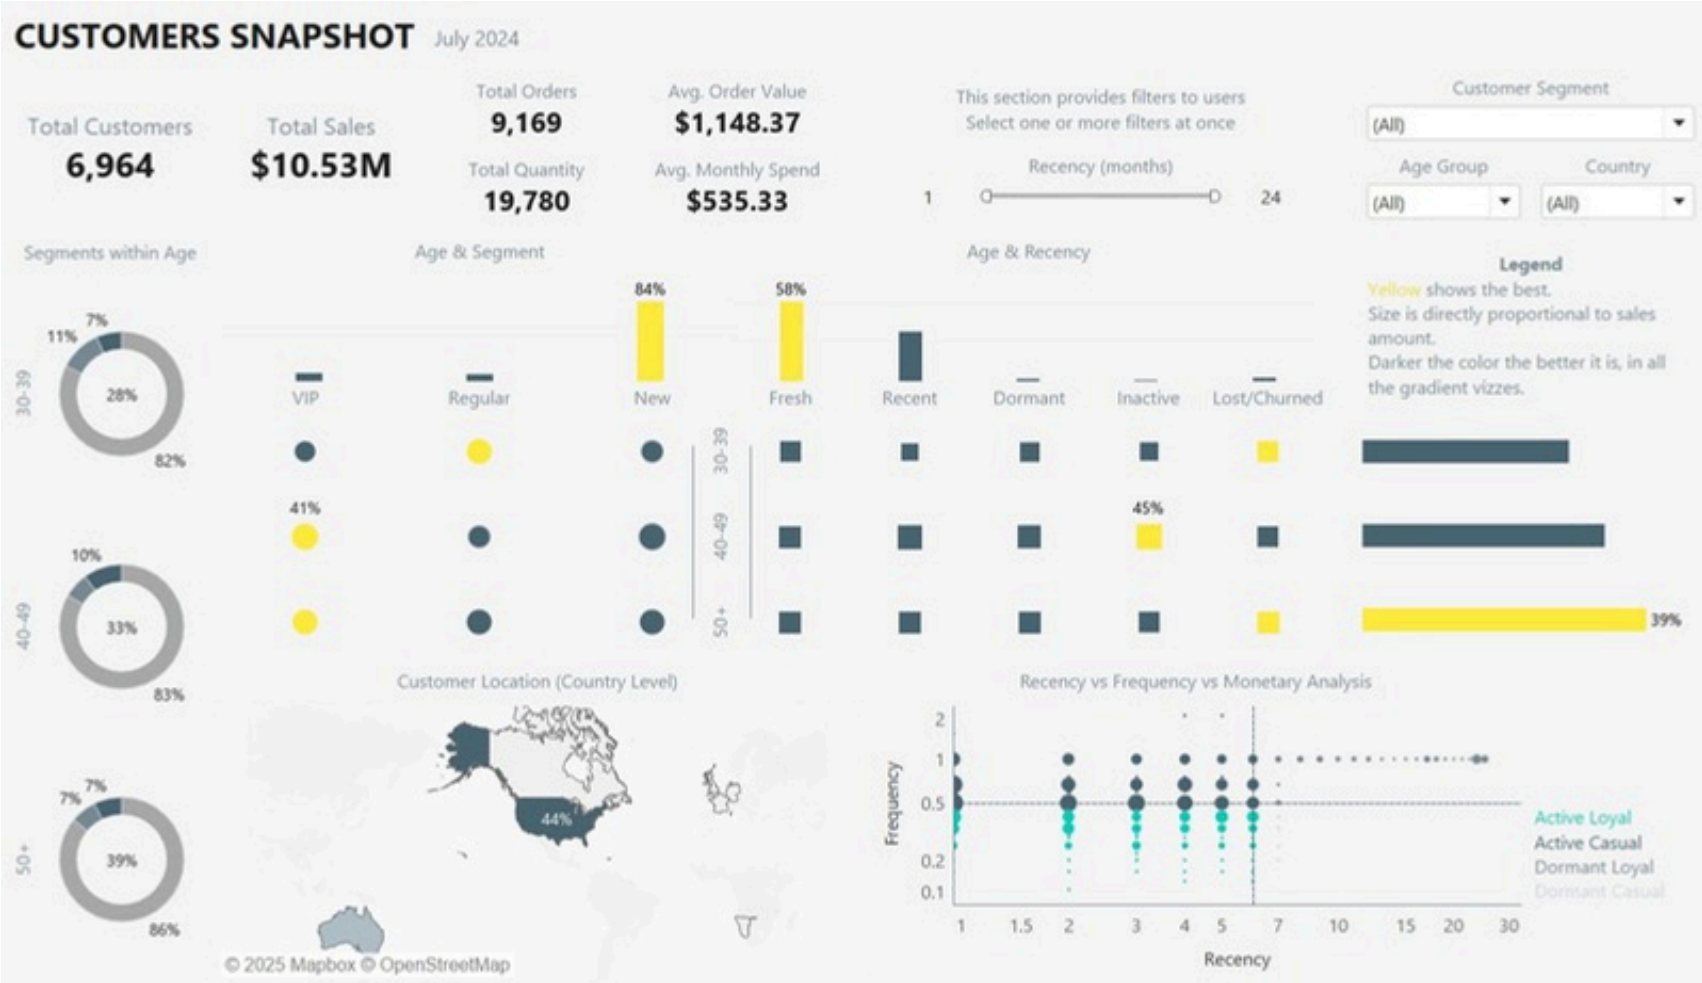 CUSTOMERS SNAPSHOT July 2024
Total Customers
6,964
Total Sales
$10.53M
Total Orders
9,169
Total Quantity
19,780
Avg. Order Value
$1,148.37
Avg. Monthly Spend
$535.33
This section provides filters to users
Select one or more filters at once
Recency (months)
1
24
Customer Segment
(All)
Age Group
(All)
Country
(All)
Segments within Age
30-39
7%
11%
28%
82%
40-49
10%
33%
83%
50+
7%
7%
39%
86%
Age & Segment
84%
VIP
Regular
New
41%
Age & Recency
58%
Fresh
Recent
Dormant
Inactive
Lost/Churned
30-39
40-49
50+
45%
Legend
Yellow shows the best.
Size is directly proportional to sales
amount.
Darker the color the better it is, in all
the gradient vizzes.
39%
Customer Location (Country Level)
44%
© 2025 Mapbox © OpenStreetMap
Recency vs Frequency vs Monetary Analysis
Frequency
2
1
0.5
0.2
0.1
1
1.5
2
3
4
5
7
10
15
20
30
Recency
Active Loyal
Active Casual
Dormant Loyal
Dormant Casual